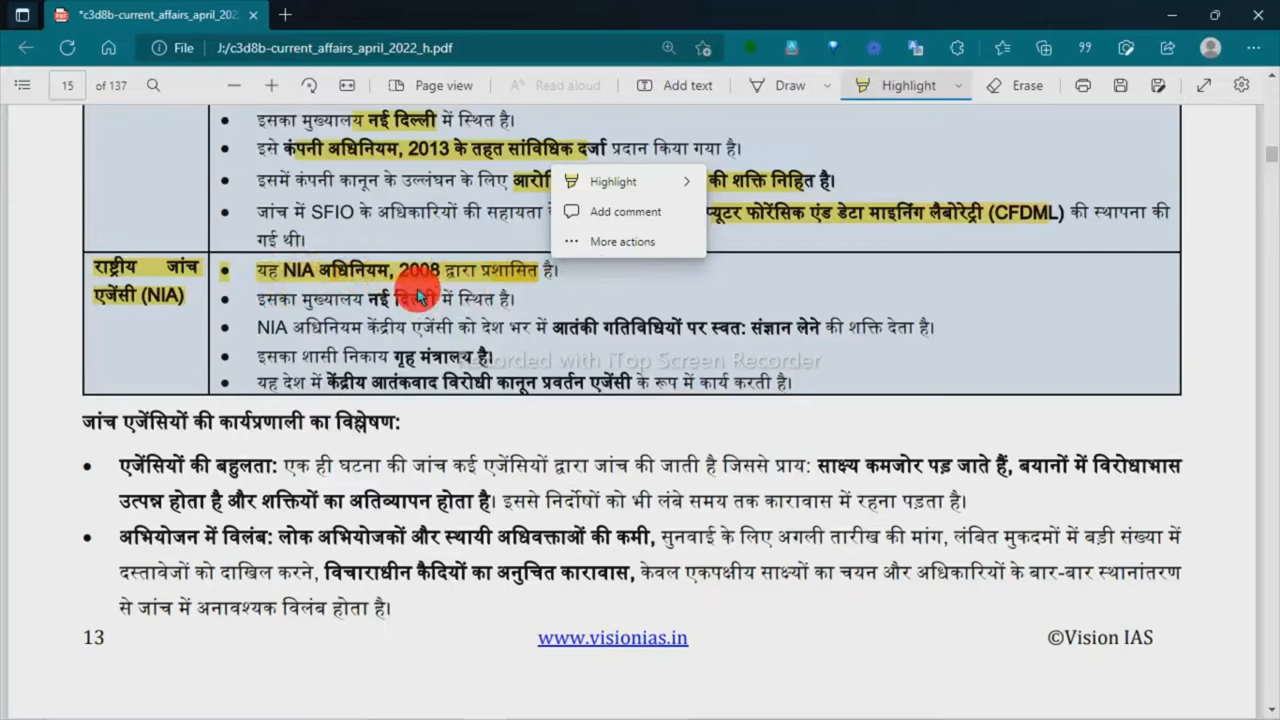 *c3d8b-current_affairs_april_202
File J:/c3d8b-current_affairs_april_2022_h.pdf
15 of 137 Page view Read aloud Add text Draw Highlight Erase
इसका मुख्यालय नई दिल्ली में स्थित है।
इसे कंपनी अधिनियम, 2013 के तहत सांविधिक दर्जा प्रदान किया गया है।
इसमें कंपनी कानून के उल्लंघन के लिए की शक्ति निहित है।
जांच में SFIO के अधिकारियों की सहायता फोरेंसिक एंड डेटा माइनिंग लैबोरेट्री (CFDML) की स्थापना की
गई थी।
Highlight
Add comment
More actions
राष्ट्रीय जांच
एजेंसी (NIA)
यह NIA अधिनियम, 2008 द्वारा प्रशासित है।
इसका मुख्यालय नई दिल्ली में स्थित है।
NIA अधिनियम केंद्रीय एजेंसी को देश भर में आतंकी गतिविधियों पर स्वत: संज्ञान लेने की शक्ति देता है।
इसका शासी निकाय गृह मंत्रालय है।
Recorded with iTop Screen Recorder
यह देश में केंद्रीय आतंकवाद विरोधी कानून प्रवर्तन एजेंसी के रूप में कार्य करती है।
जांच एजेंसियों की कार्यप्रणाली का विश्लेषण:
एजेंसियों की बहुलता: एक ही घटना की जांच कई एजेंसियों द्वारा जांच की जाती है जिससे प्राय: साक्ष्य कमजोर पड़ जाते हैं, बयानों में विरोधाभास
उत्पन्न होता है और शक्तियों का अतिव्यापन होता है। इससे निर्दोषों को भी लंबे समय तक कारावास में रहना पड़ता है।
अभियोजन में विलंब: लोक अभियोजकों और स्थायी अधिवक्ताओं की कमी, सुनवाई के लिए अगली तारीख की मांग, लंबित मुकदमों में बड़ी संख्या में
दस्तावेजों को दाखिल करने, विचाराधीन कैदियों का अनुचित कारावास, केवल एकपक्षीय साक्ष्यों का चयन और अधिकारियों के बार-बार स्थानांतरण
से जांच में अनावश्यक विलंब होता है।
13 www.visionias.in ©Vision IAS